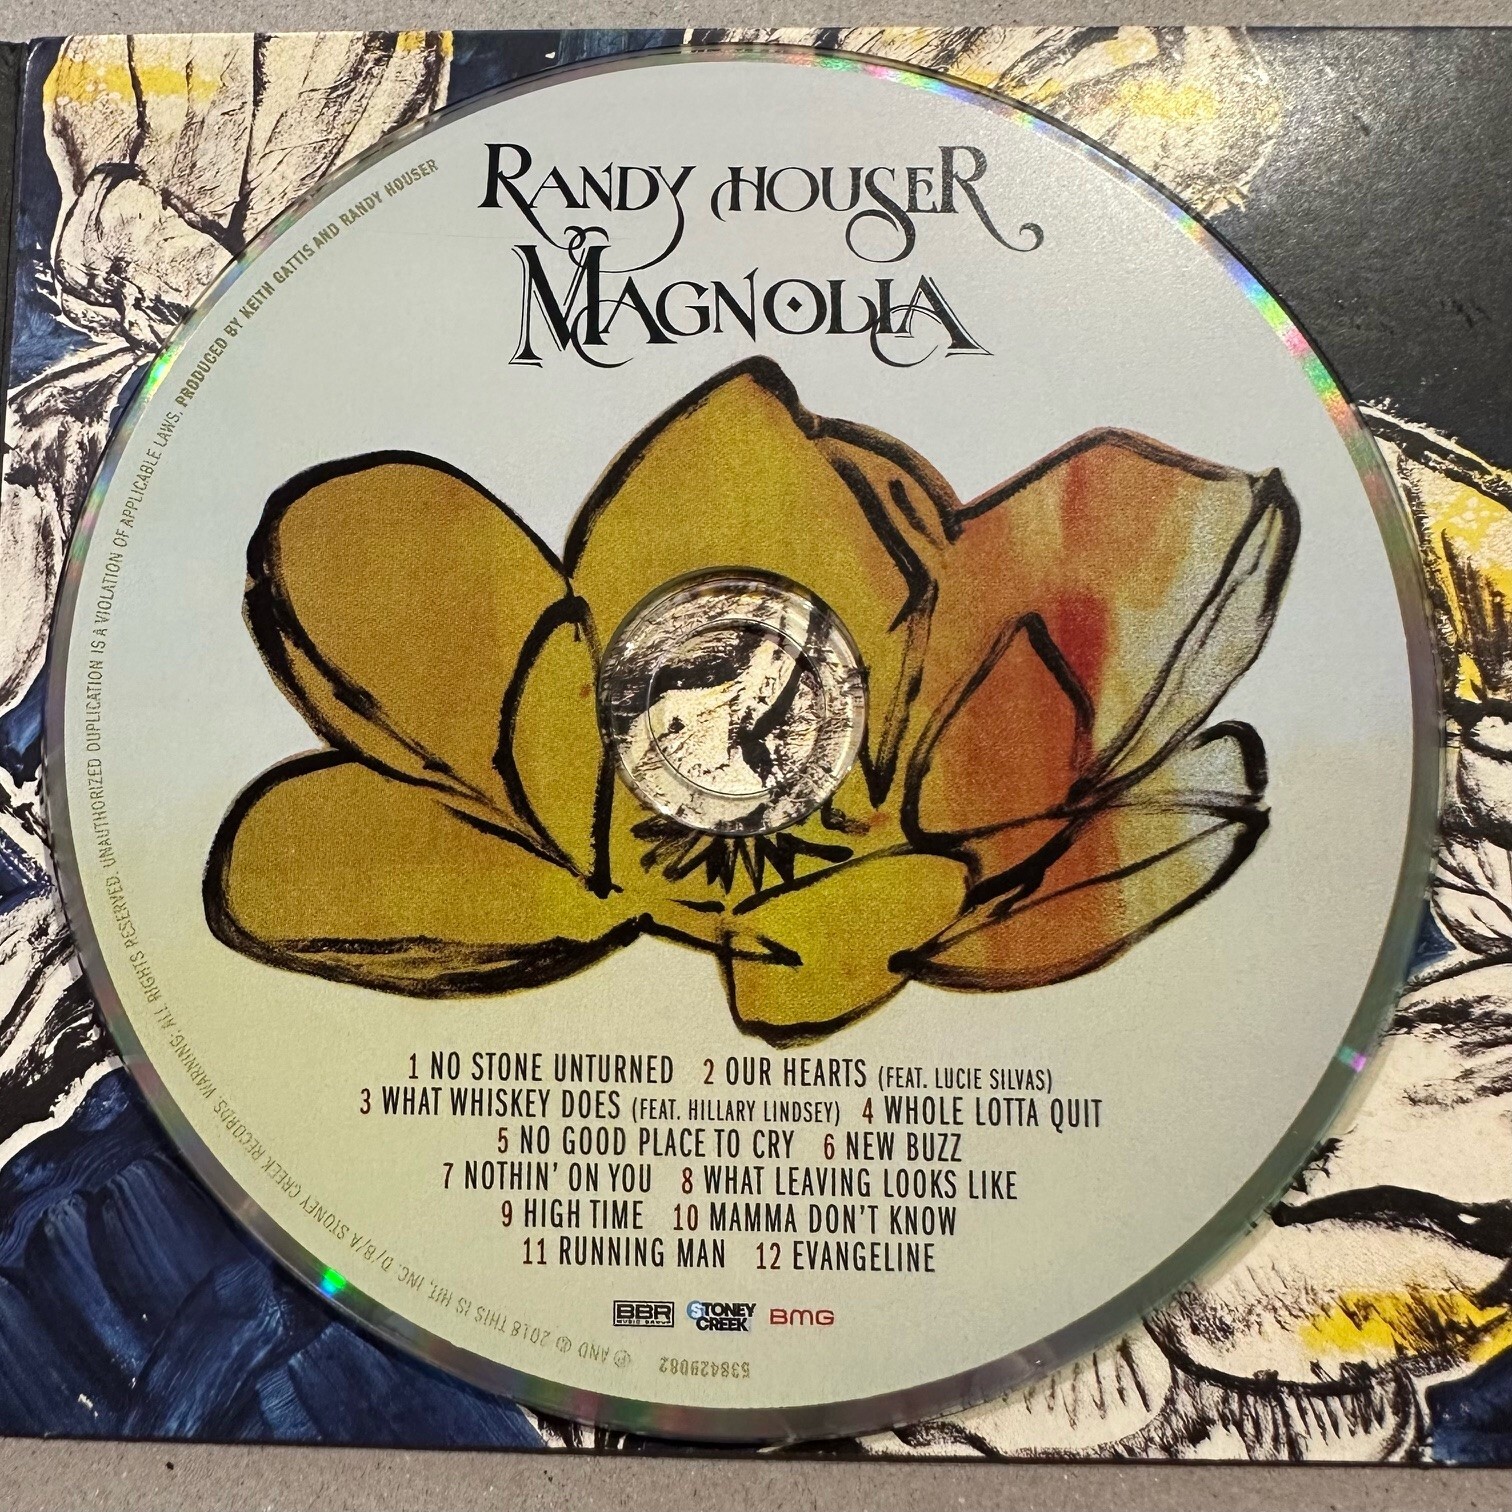 RANDY HOUSER
MAGNOLIA
1 NO STONE UNTURNED 2 OUR HEARTS (FEAT. LUCIE SILVAS)
3 WHAT WHISKEY DOES (FEAT. HILLARY LINDSEY) 4 WHOLE LOTTA QUIT
5 NO GOOD PLACE TO CRY 6 NEW BUZZ
7 NOTHIN' ON YOU 8 WHAT LEAVING LOOKS LIKE
9 HIGH TIME 10 MAMMA DON'T KNOW
11 RUNNING MAN 12 EVANGELINE
BBR STONEY CREEK BMG
MUSIC GROUP
538429082
℗ AND © 2018 THIS IS HIT, INC. D/B/A STONEY CREEK RECORDS. WARNING: ALL RIGHTS RESERVED. UNAUTHORIZED DUPLICATION IS A VIOLATION OF APPLICABLE LAWS. PRODUCED BY KEITH GATTIS AND RANDY HOUSER